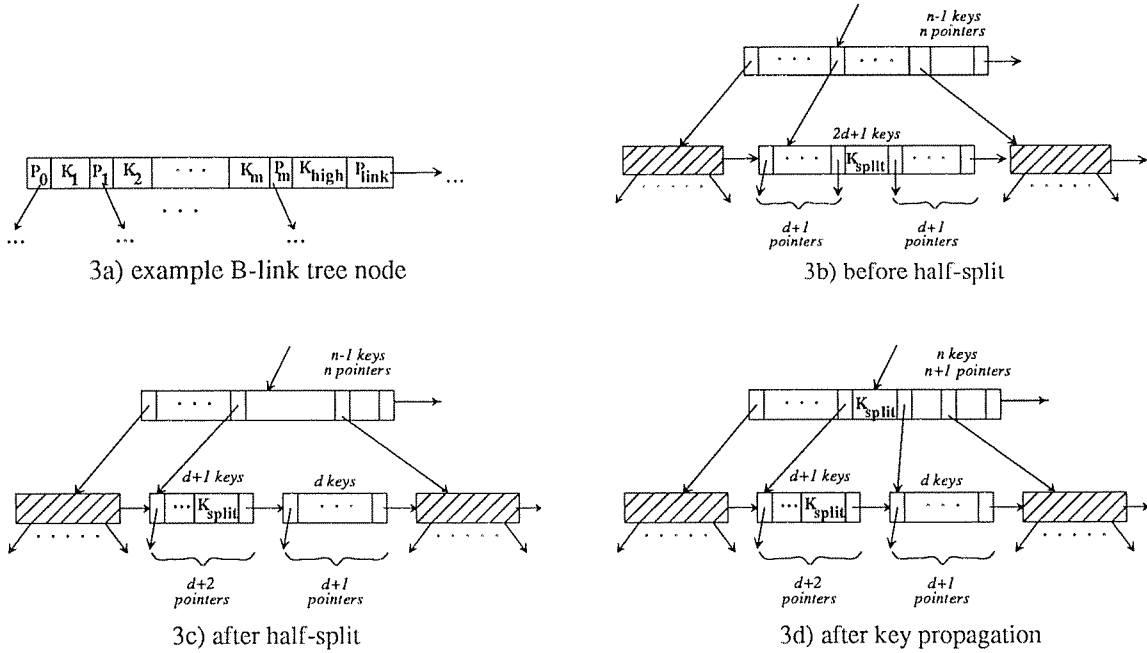 P0 K1 P1 K2 · · · Km Pm Khigh Plink ...
· · ·
... ... ...
3a) example B-link tree node
n-1 keys
n pointers
· · · · · ·
2d+1 keys
· · · Ksplit · · ·
· · · · · · · · · ·
d+1
pointers
d+1
pointers
3b) before half-split
n-1 keys
n pointers
· · ·
d+1 keys
d keys
... Ksplit · · ·
· · · · · · · · · ·
d+2
pointers
d+1
pointers
3c) after half-split
n keys
n+1 pointers
· · · Ksplit
d+1 keys
d keys
... Ksplit · · ·
· · · · · · · · · ·
d+2
pointers
d+1
pointers
3d) after key propagation